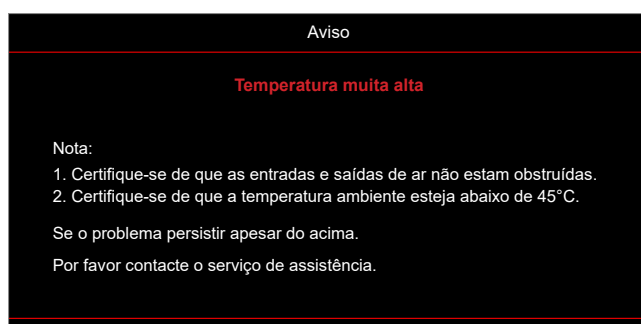 Aviso
Temperatura muita alta
Nota:
1. Certifique-se de que as entradas e saídas de ar não estam obstruídas.
2. Certifique-se de que a temperatura ambiente esteja abaixo de 45°C.
Se o problema persistir apesar do acima.
Por favor contacte o serviço de assistência.